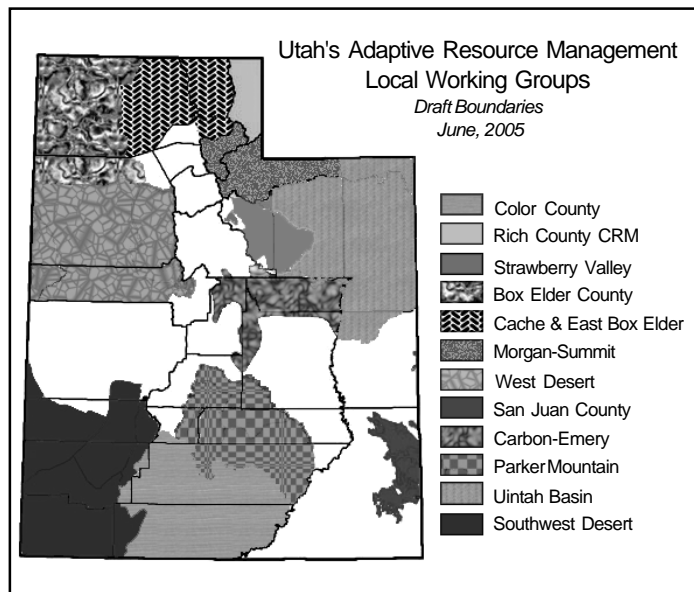 Utah's Adaptive Resource Management
Local Working Groups
Draft Boundaries
June, 2005
Color County
Rich County CRM
Strawberry Valley
Box Elder County
Cache & East Box Elder
Morgan-Summit
West Desert
San Juan County
Carbon-Emery
Parker Mountain
Uintah Basin
Southwest Desert